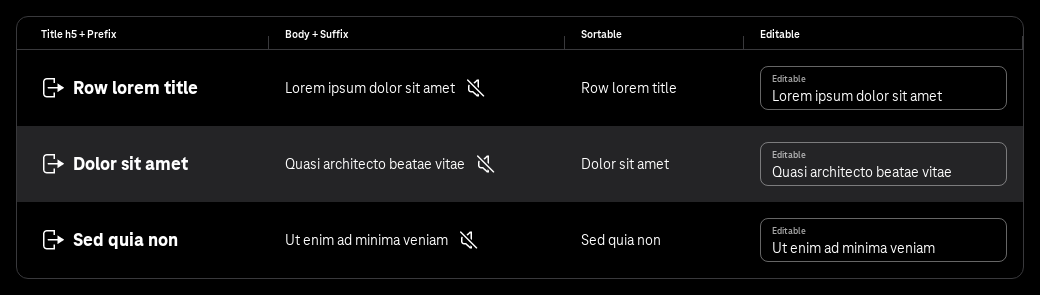 Title h5 + Prefix Body + Suffix Sortable Editable
Row lorem title Lorem ipsum dolor sit amet Row lorem title Editable
Lorem ipsum dolor sit amet
Dolor sit amet Quasi architecto beatae vitae Dolor sit amet Editable
Quasi architecto beatae vitae
Sed quia non Ut enim ad minima veniam Sed quia non Editable
Ut enim ad minima veniam